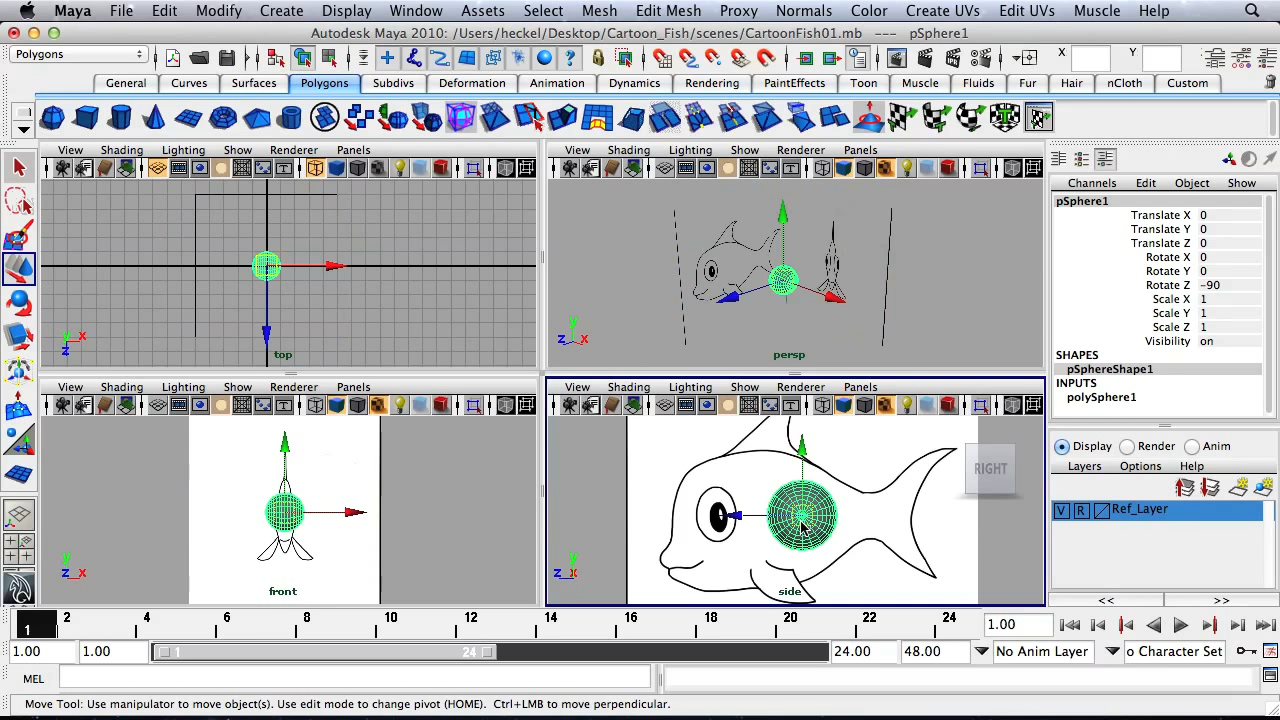 Maya File Edit Modify Create Display Window Assets Select Mesh Edit Mesh Proxy Normals Color Create UVs Edit UVs Muscle Help
Autodesk Maya 2010: /Users/heckel/Desktop/Cartoon_Fish/scenes/CartoonFish01.mb --- pSphere1
Polygons X Y
General Curves Surfaces Polygons Subdivs Deformation Animation Dynamics Rendering PaintEffects Toon Muscle Fluids Fur Hair nCloth Custom
View Shading Lighting Show Renderer Panels
y x
z
top
View Shading Lighting Show Renderer Panels
y
z x
persp
View Shading Lighting Show Renderer Panels
y
z x
front
View Shading Lighting Show Renderer Panels
RIGHT
y
z x
side
Channels Edit Object Show
pSphere1
Translate X 0
Translate Y 0
Translate Z 0
Rotate X 0
Rotate Y 0
Rotate Z -90
Scale X 1
Scale Y 1
Scale Z 1
Visibility on
SHAPES
pSphereShape1
INPUTS
polySphere1
Display Render Anim
Layers Options Help
V R Ref_Layer
<< >>
1 2 4 6 8 10 12 14 16 18 20 22 24 1.00
1.00 1.00 1 24 24.00 48.00 No Anim Layer o Character Set
MEL
Move Tool: Use manipulator to move object(s). Use edit mode to change pivot (HOME). Ctrl+LMB to move perpendicular.